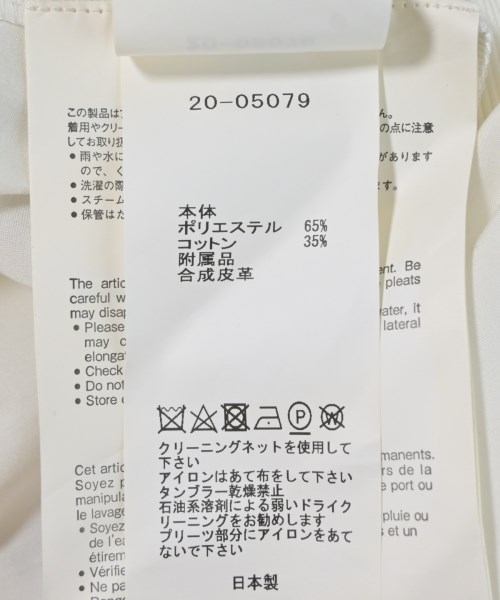 20-05079
本体
ポリエステル 65%
コットン 35%
附属品
合成皮革
クリーニングネットを使用して
下さい
アイロンはあて布をして下さい
タンブラー乾燥禁止
石油系溶剤による弱いドライク
リーニングをお勧めします
プリーツ部分にアイロンをあて
ないで下さい
日本製
この製品は
着用やクリー
の点に注意
してお取り扱
● 雨や水に
があります
ので、く
● 洗濯の際
す。
● スチーム
● 保管はた
The artic
ent. Be
careful w
pleats
may disap
water, it
● Please
lateral
may c
elongat
● Check
● Do not
● Store
Cet artic
manents.
Soyez p
rs de la
manipula
e port ou
le lavage
● Soyez
pluie ou
de l'ea
s et un
étirem
● Vérifie
● Ne pa